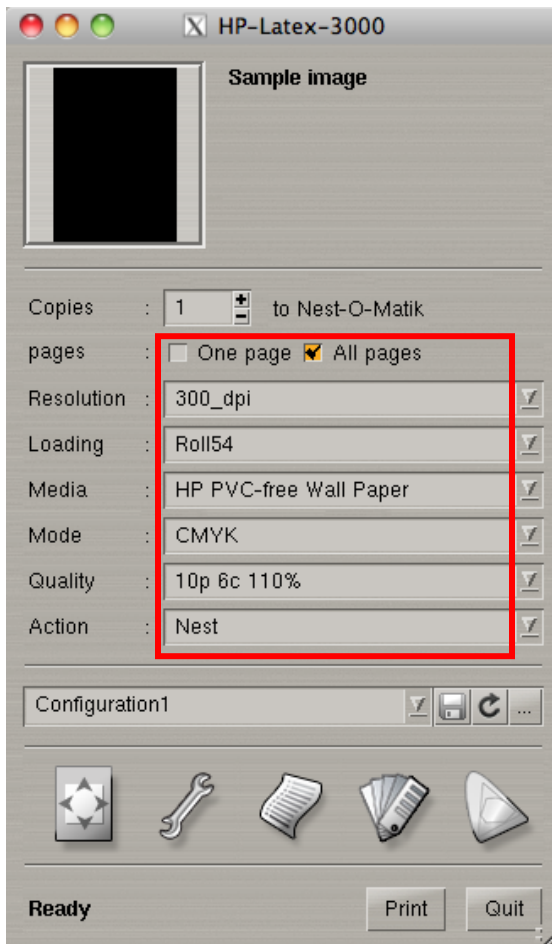 HP-Latex-3000
Sample image
Copies : 1 to Nest-O-Matik
pages : One page All pages
Resolution : 300_dpi
Loading : Roll54
Media : HP PVC-free Wall Paper
Mode : CMYK
Quality : 10p 6c 110%
Action : Nest
Configuration1 ...
Ready Print Quit